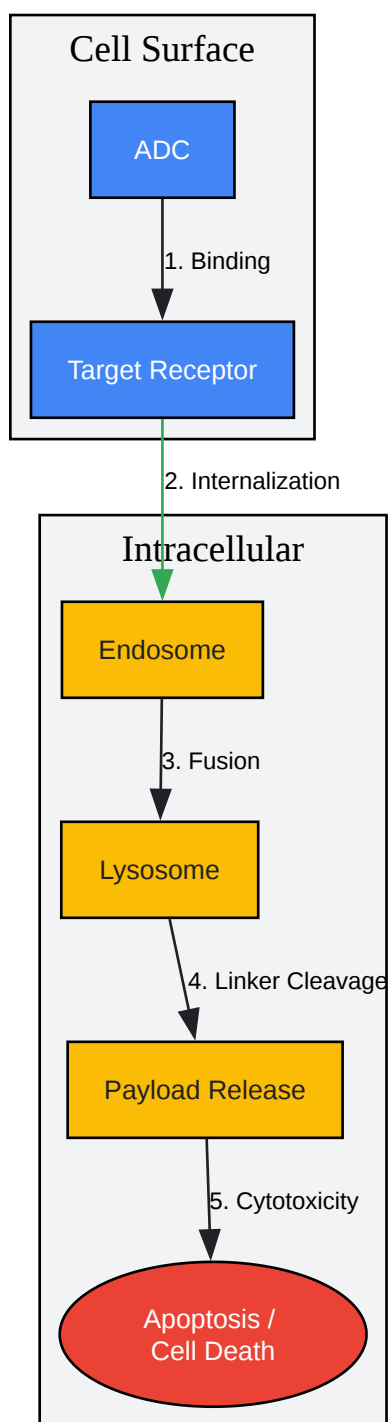 Cell Surface
ADC
1. Binding
Target Receptor
2. Internalization
Intracellular
Endosome
3. Fusion
Lysosome
4. Linker Cleavage
Payload Release
5. Cytotoxicity
Apoptosis /
Cell Death